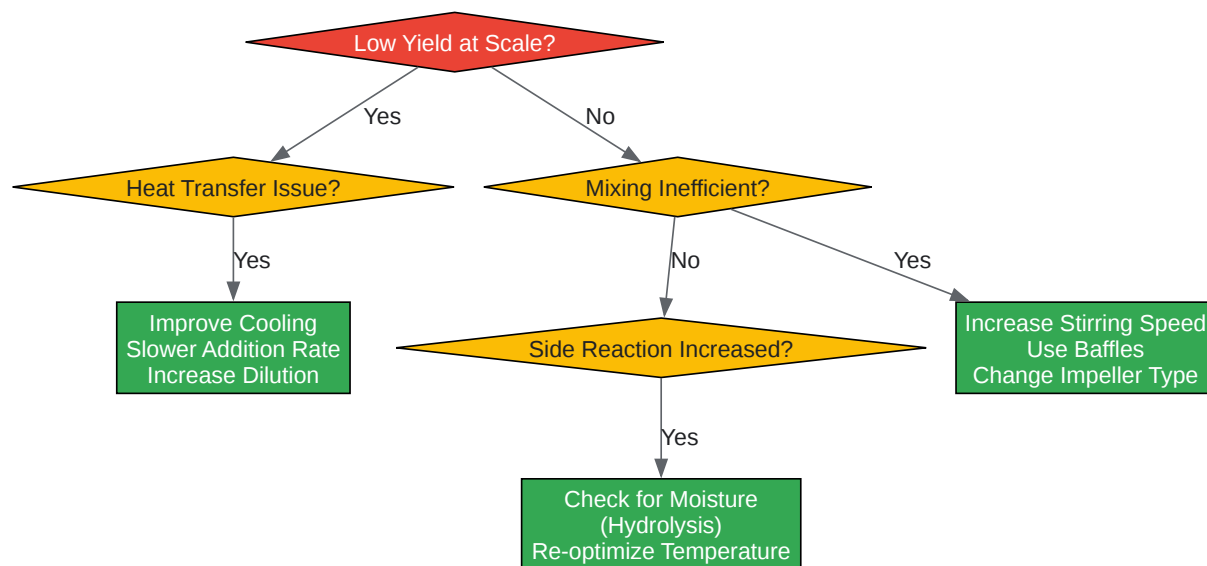 Low Yield at Scale?
Yes
No
Heat Transfer Issue?
Mixing Inefficient?
Yes
No
Yes
Improve Cooling
Slower Addition Rate
Increase Dilution
Increase Stirring Speed
Use Baffles
Change Impeller Type
Side Reaction Increased?
Yes
Check for Moisture
(Hydrolysis)
Re-optimize Temperature